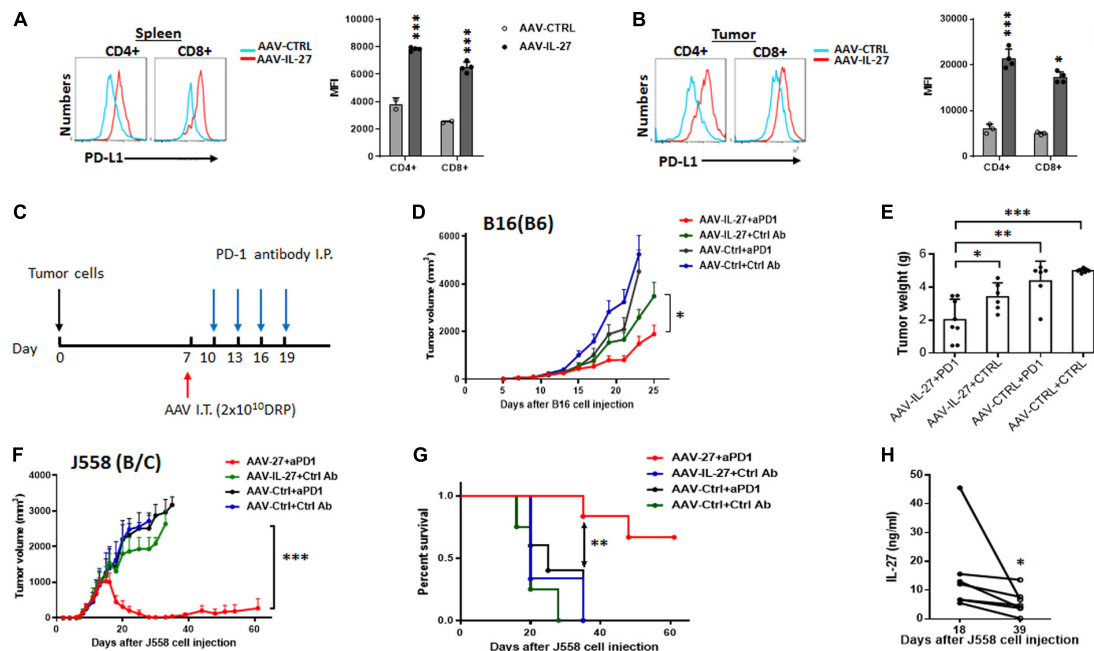 A
Spleen
CD4+ CD8+
AAV-CTRL
AAV-IL-27
Numbers
PD-L1
MFI
10000
8000
6000
4000
2000
0
***
***
CD4+ CD8+
AAV-CTRL
AAV-IL-27
B
Tumor
CD4+ CD8+
AAV-CTRL
AAV-IL-27
Numbers
PD-L1
MFI
30000
20000
10000
0
***
*
CD4+ CD8+
C
PD-1 antibody I.P.
Tumor cells
Day
0 7 10 13 16 19
AAV I.T. (2x10¹⁰DRP)
D
B16(B6)
AAV-IL-27+aPD1
AAV-IL-27+Ctrl Ab
AAV-Ctrl+aPD1
AAV-Ctrl+Ctrl Ab
Tumor volume (mm³)
6000
4000
2000
0
*
0 5 10 15 20 25
Days after B16 cell injection
E
***
**
*
Tumor weight (g)
6
4
2
0
AAV-IL-27+PD1
AAV-IL-27+CTRL
AAV-CTRL+PD1
AAV-CTRL+CTRL
F
J558 (B/C)
AAV-27+aPD1
AAV-IL-27+Ctrl Ab
AAV-Ctrl+aPD1
AAV-Ctrl+Ctrl Ab
Tumor volume (mm³)
4000
3000
2000
1000
0
***
0 20 40 60
Days after J558 cell injection
G
AAV-27+aPD1
AAV-IL-27+Ctrl Ab
AAV-Ctrl+aPD1
AAV-Ctrl+Ctrl Ab
Percent survival
1.0
0.5
0.0
**
0 20 40 60
Days after J558 cell injection
H
IL-27 (ng/ml)
50
40
30
20
10
0
*
18 39
Days after J558 cell injection